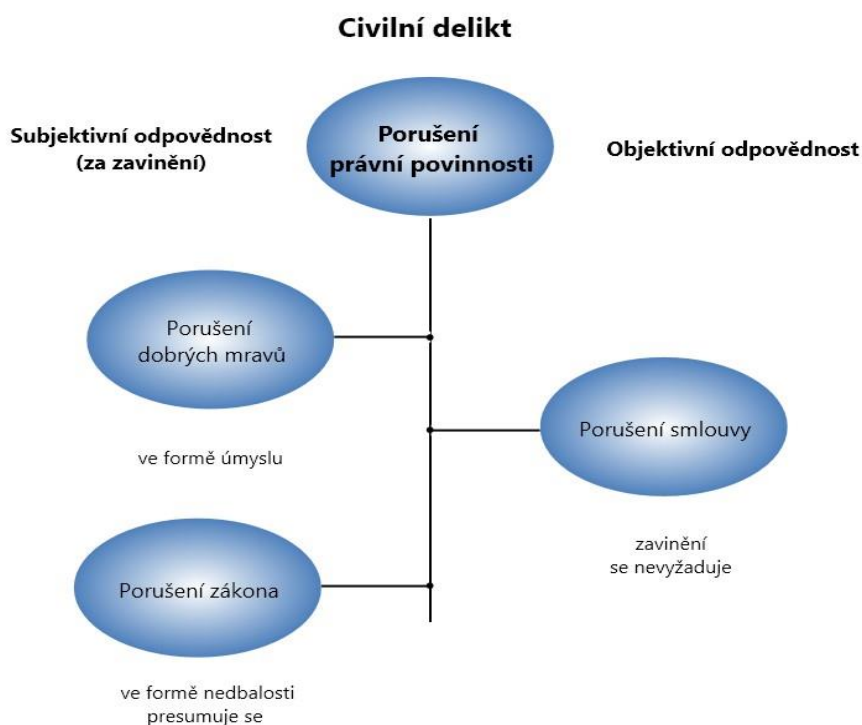 Civilní delikt
Subjektivní odpovědnost
(za zavinění)
Porušení
právní povinnosti
Objektivní odpovědnost
Porušení
dobrých mravů
ve formě úmyslu
Porušení smlouvy
zavinění
se nevyžaduje
Porušení zákona
ve formě nedbalosti
presumuje se